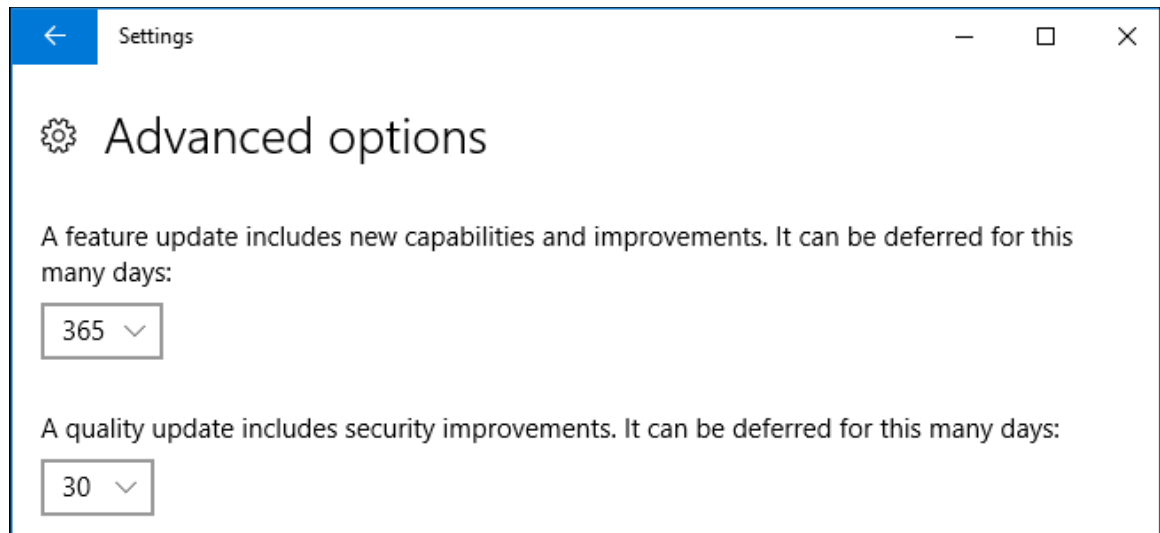 Settings
Advanced options
A feature update includes new capabilities and improvements. It can be deferred for this
many days:
365
A quality update includes security improvements. It can be deferred for this many days:
30